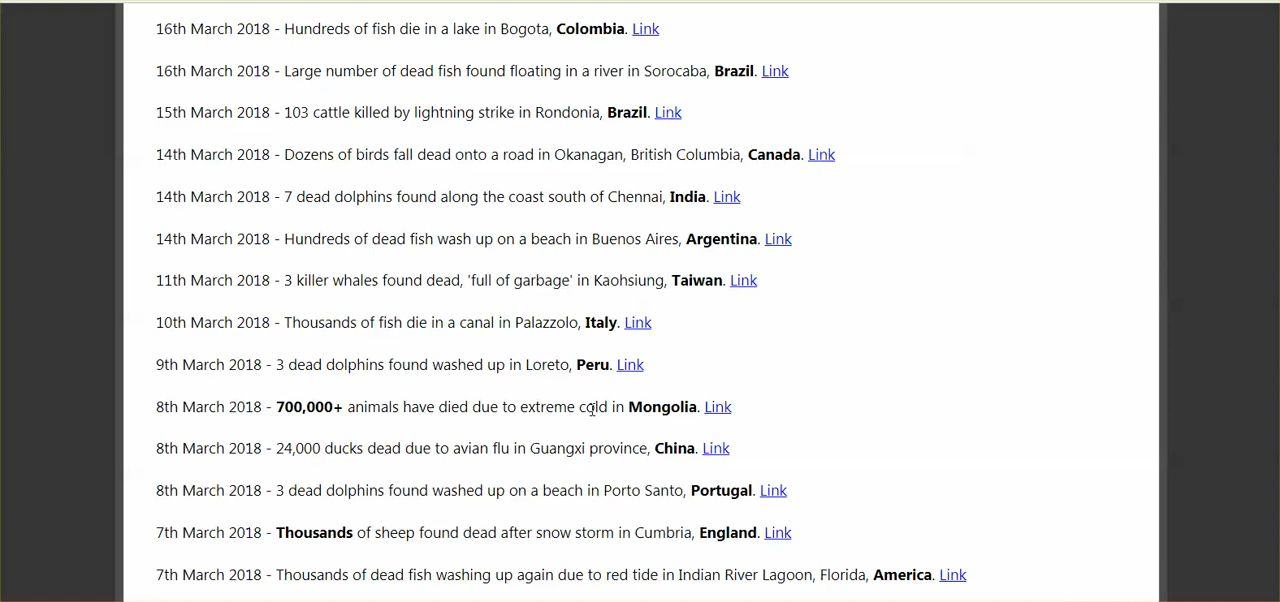 16th March 2018 - Hundreds of fish die in a lake in Bogota, Colombia. Link
16th March 2018 - Large number of dead fish found floating in a river in Sorocaba, Brazil. Link
15th March 2018 - 103 cattle killed by lightning strike in Rondonia, Brazil. Link
14th March 2018 - Dozens of birds fall dead onto a road in Okanagan, British Columbia, Canada. Link
14th March 2018 - 7 dead dolphins found along the coast south of Chennai, India. Link
14th March 2018 - Hundreds of dead fish wash up on a beach in Buenos Aires, Argentina. Link
11th March 2018 - 3 killer whales found dead, 'full of garbage' in Kaohsiung, Taiwan. Link
10th March 2018 - Thousands of fish die in a canal in Palazzolo, Italy. Link
9th March 2018 - 3 dead dolphins found washed up in Loreto, Peru. Link
8th March 2018 - 700,000+ animals have died due to extreme cold in Mongolia. Link
8th March 2018 - 24,000 ducks dead due to avian flu in Guangxi province, China. Link
8th March 2018 - 3 dead dolphins found washed up on a beach in Porto Santo, Portugal. Link
7th March 2018 - Thousands of sheep found dead after snow storm in Cumbria, England. Link
7th March 2018 - Thousands of dead fish washing up again due to red tide in Indian River Lagoon, Florida, America. Link